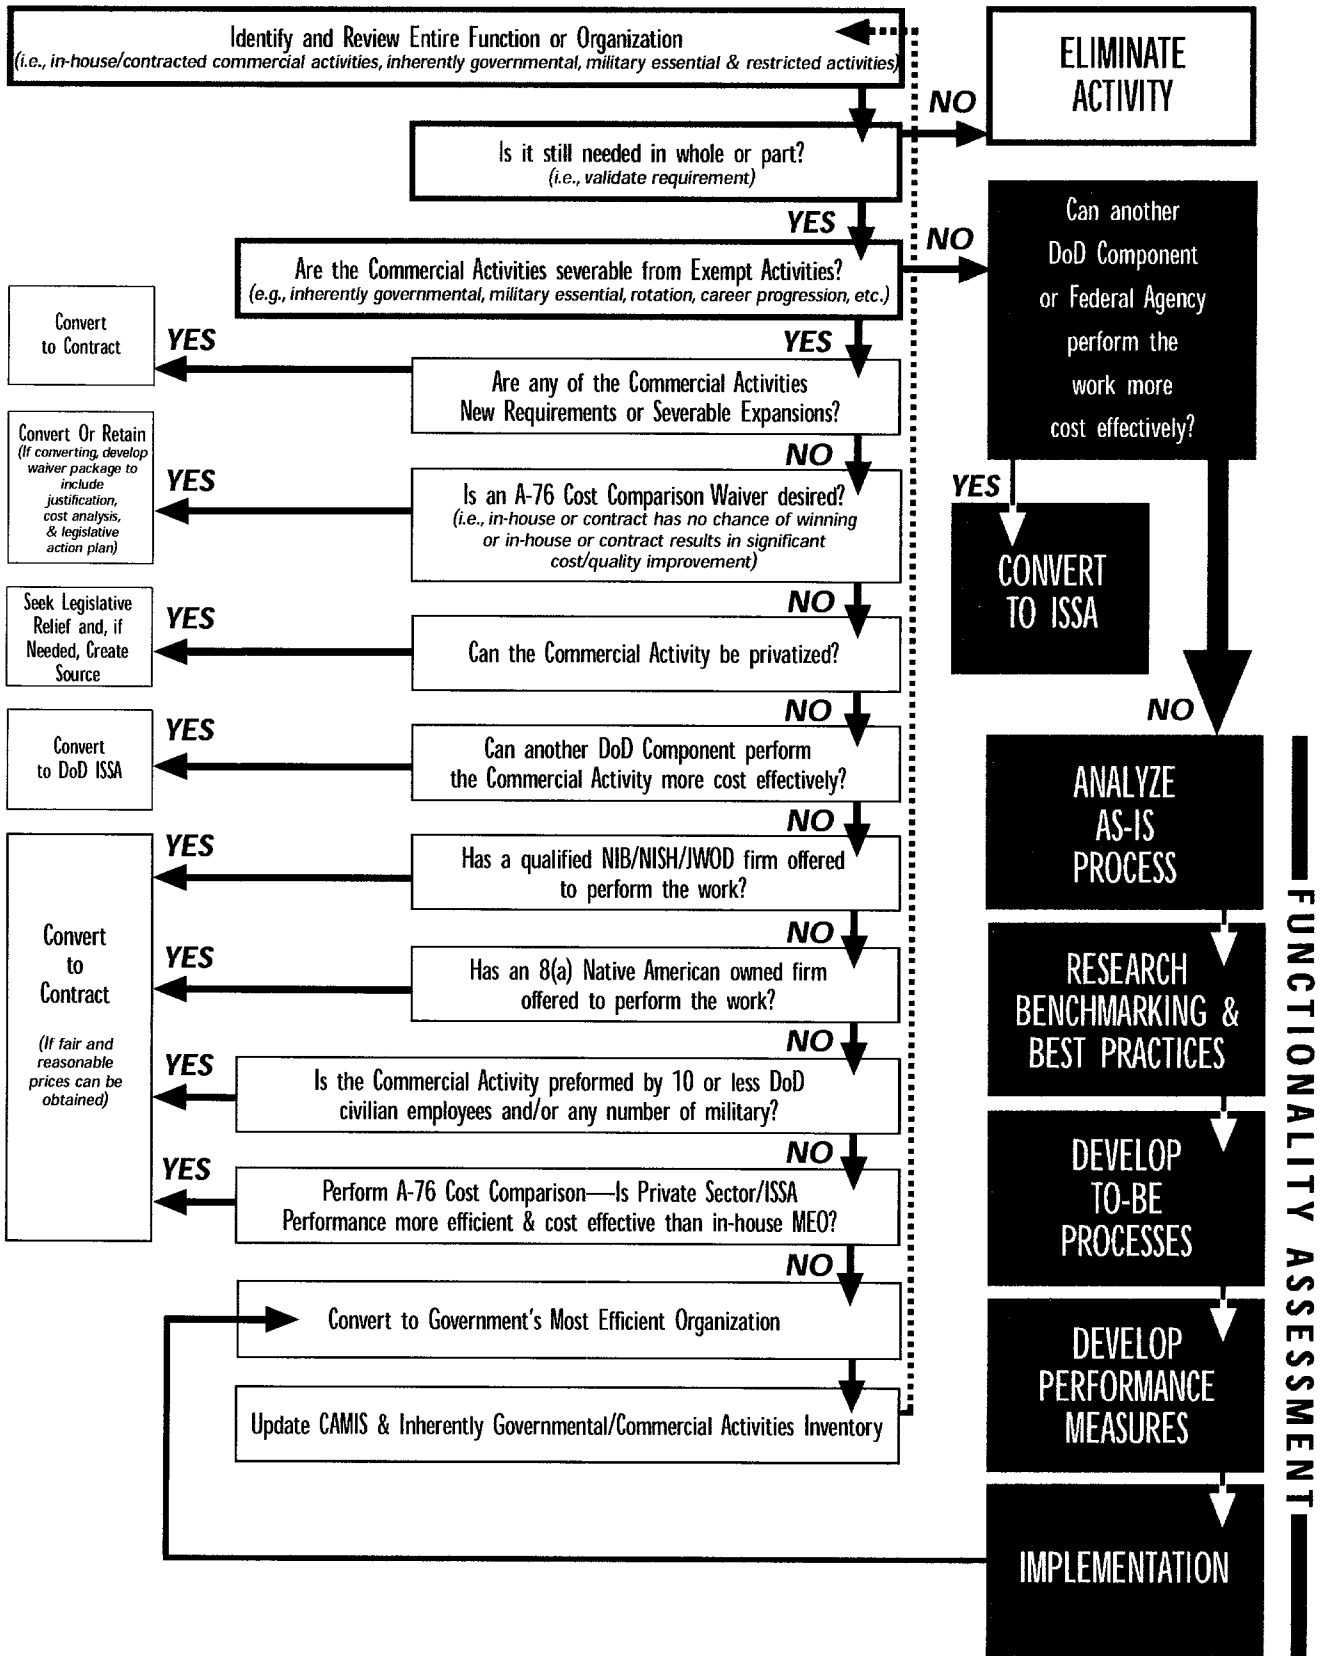 Identify and Review Entire Function or Organization
(i.e., in-house/contracted commercial activities, inherently governmental, military essential & restricted activities)
NO
ELIMINATE
ACTIVITY
Is it still needed in whole or part?
(i.e., validate requirement)
YES
NO
Can another
DoD Component
or Federal Agency
perform the
work more
cost effectively?
Are the Commercial Activities severable from Exempt Activities?
(e.g., inherently governmental, military essential, rotation, career progression, etc.)
YES
Convert
to Contract
YES
Are any of the Commercial Activities
New Requirements or Severable Expansions?
NO
Convert Or Retain
(If converting, develop
waiver package to
include
justification,
cost analysis,
& legislative
action plan)
YES
Is an A-76 Cost Comparison Waiver desired?
(i.e., in-house or contract has no chance of winning
or in-house or contract results in significant
cost/quality improvement)
NO
YES
CONVERT
TO ISSA
NO
Seek Legislative
Relief and, if
Needed, Create
Source
YES
Can the Commercial Activity be privatized?
NO
Convert
to DoD ISSA
YES
Can another DoD Component perform
the Commercial Activity more cost effectively?
NO
YES
Has a qualified NIB/NISH/JWOD firm offered
to perform the work?
NO
Convert
to
Contract
(If fair and
reasonable
prices can be
obtained)
YES
Has an 8(a) Native American owned firm
offered to perform the work?
NO
YES
Is the Commercial Activity preformed by 10 or less DoD
civilian employees and/or any number of military?
NO
YES
Perform A-76 Cost Comparison—Is Private Sector/ISSA
Performance more efficient & cost effective than in-house MEO?
NO
Convert to Government's Most Efficient Organization
Update CAMIS & Inherently Governmental/Commercial Activities Inventory
ANALYZE
AS-IS
PROCESS
RESEARCH
BENCHMARKING &
BEST PRACTICES
DEVELOP
TO-BE
PROCESSES
DEVELOP
PERFORMANCE
MEASURES
IMPLEMENTATION
FUNCTIONALITY ASSESSMENT